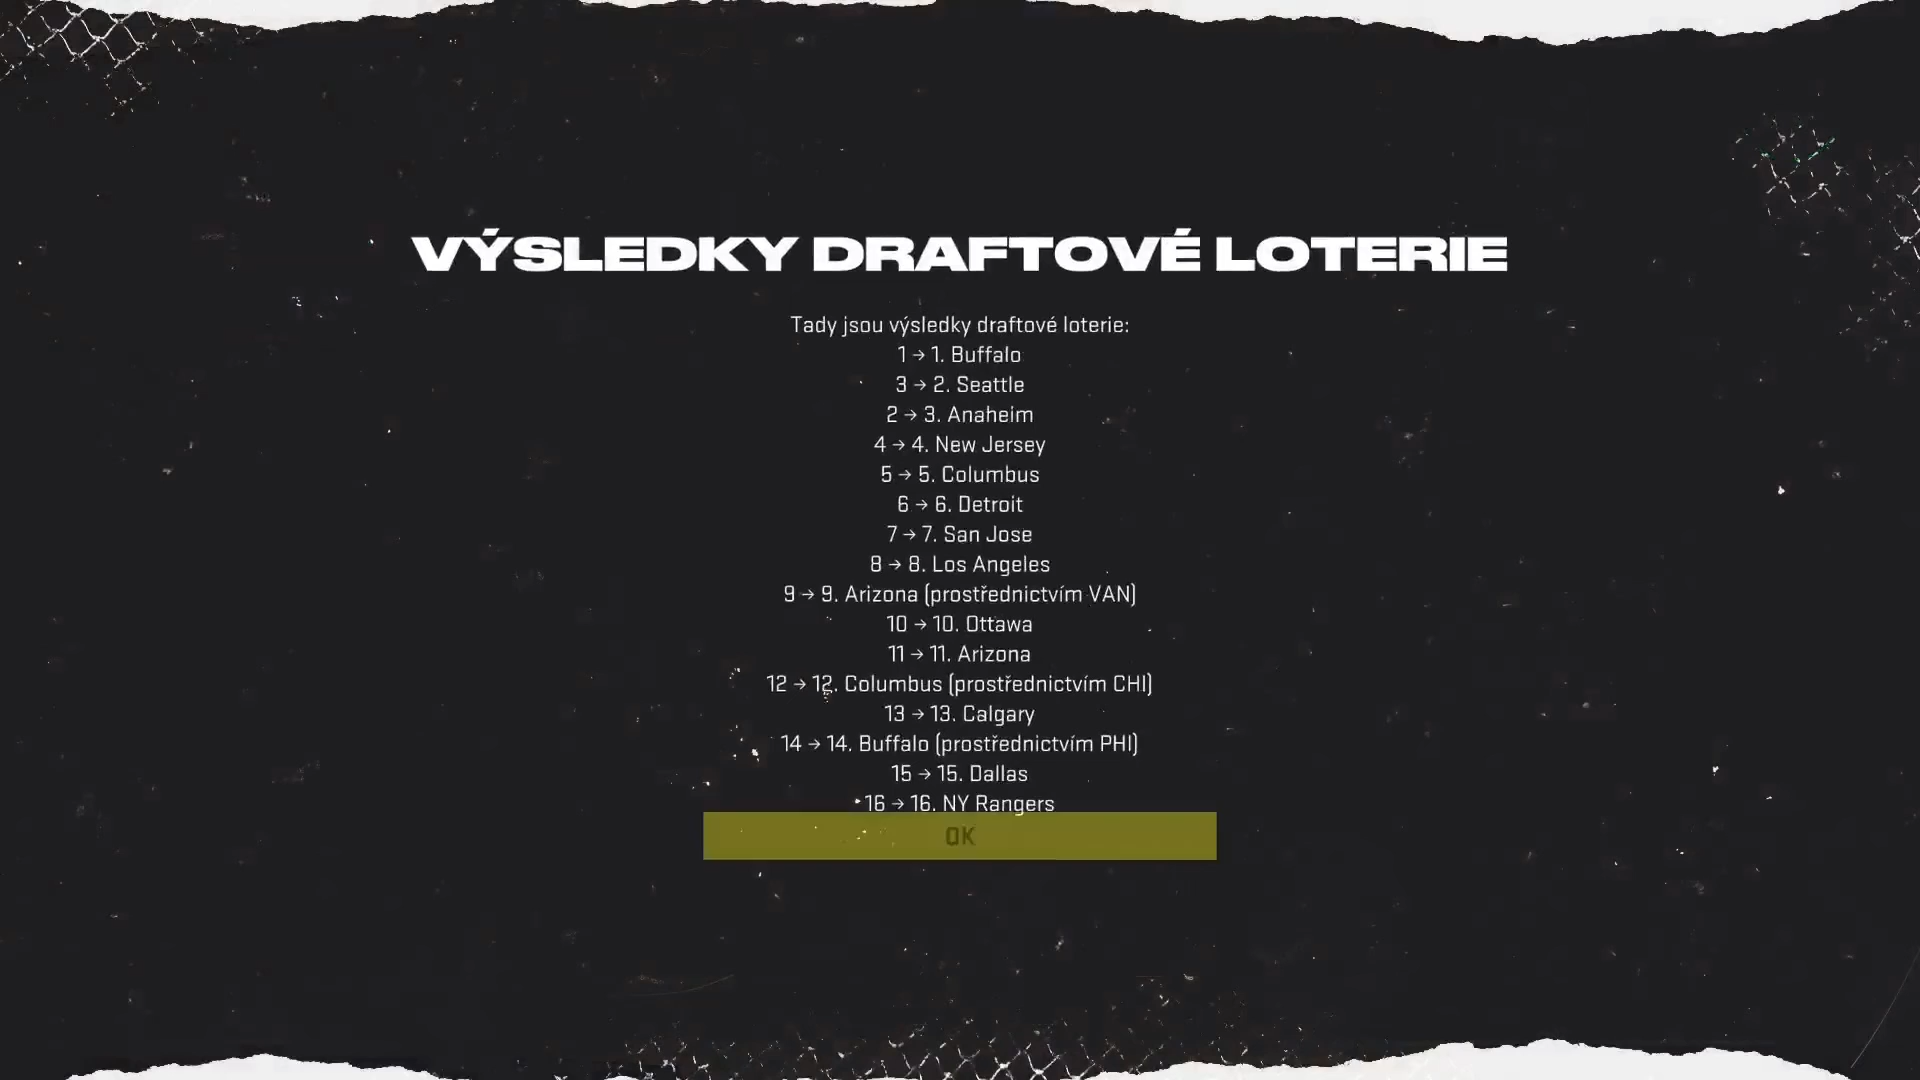 VÝSLEDKY DRAFTOVÉ LOTERIE
Tady jsou výsledky draftové loterie:
1 → 1. Buffalo
3 → 2. Seattle
2 → 3. Anaheim
4 → 4. New Jersey
5 → 5. Columbus
6 → 6. Detroit
7 → 7. San Jose
8 → 8. Los Angeles
9 → 9. Arizona (prostřednictvím VAN)
10 → 10. Ottawa
11 → 11. Arizona
12 → 12. Columbus (prostřednictvím CHI)
13 → 13. Calgary
14 → 14. Buffalo (prostřednictvím PHI)
15 → 15. Dallas
16 → 16. NY Rangers
OK